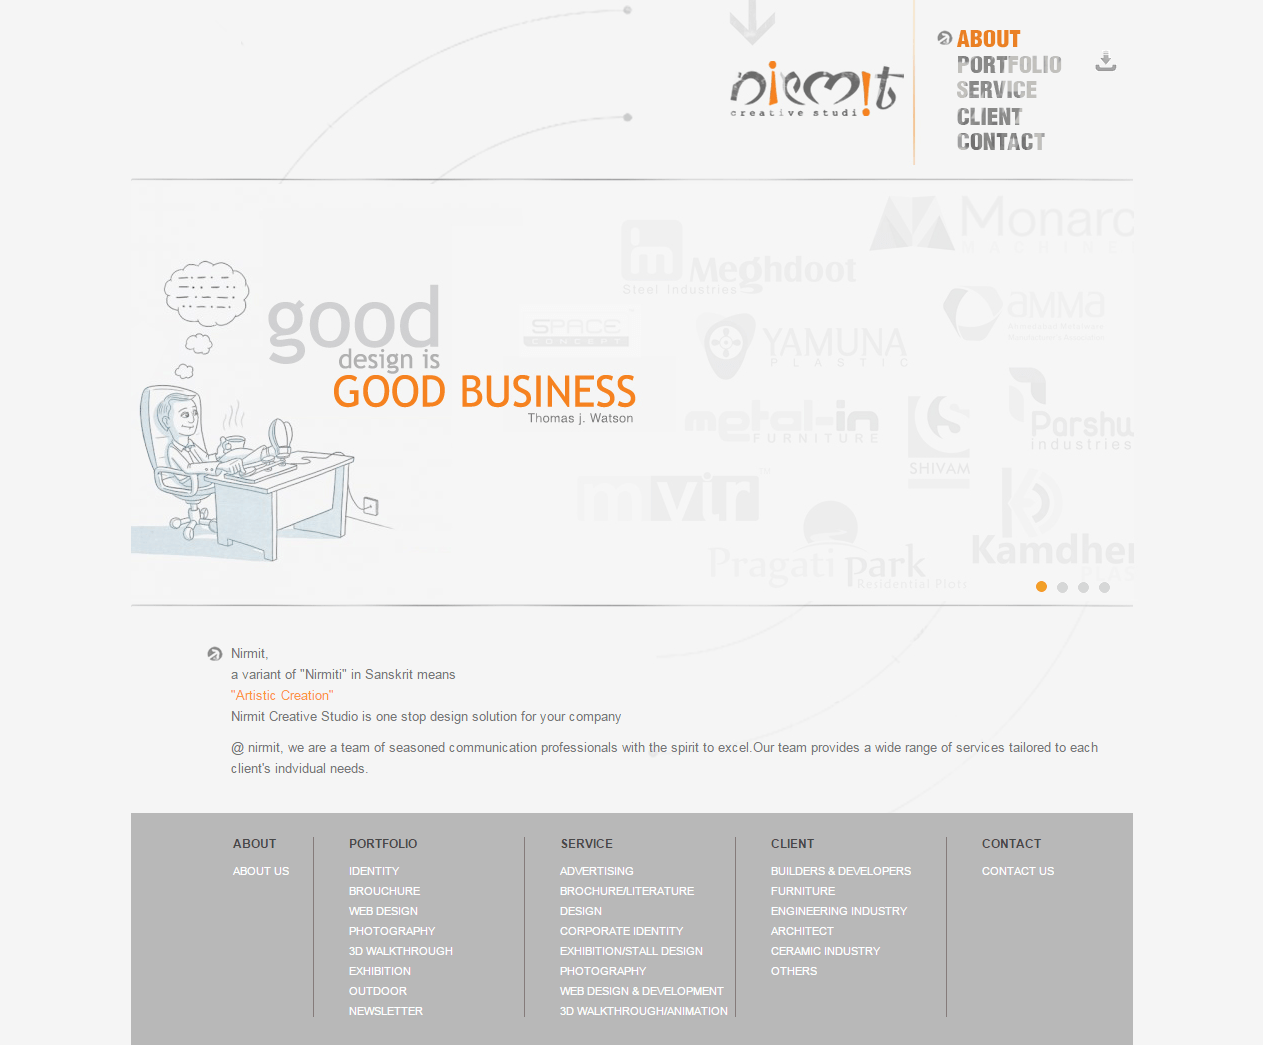 nirmit
creative studi
ABOUT
PORTFOLIO
SERVICE
CLIENT
CONTACT
good
design is
GOOD BUSINESS
Thomas j. Watson
Monarc
MACHINE
Meghdoot
Steel Industries
SPACE
CONCEPT
YAMUNA
PLASTIC
amma
metal-in
FURNITURE
SHIVAM
Parshw
industries
mvir
TM
Pragati park
Residential Plots
Kamdhen
Nirmit,
a variant of "Nirmiti" in Sanskrit means
"Artistic Creation"
Nirmit Creative Studio is one stop design solution for your company
@ nirmit, we are a team of seasoned communication professionals with the spirit to excel.Our team provides a wide range of services tailored to each
client's indvidual needs.
ABOUT
ABOUT US
PORTFOLIO
IDENTITY
BROUCHURE
WEB DESIGN
PHOTOGRAPHY
3D WALKTHROUGH
EXHIBITION
OUTDOOR
NEWSLETTER
SERVICE
ADVERTISING
BROCHURE/LITERATURE
DESIGN
CORPORATE IDENTITY
EXHIBITION/STALL DESIGN
PHOTOGRAPHY
WEB DESIGN & DEVELOPMENT
3D WALKTHROUGH/ANIMATION
CLIENT
BUILDERS & DEVELOPERS
FURNITURE
ENGINEERING INDUSTRY
ARCHITECT
CERAMIC INDUSTRY
OTHERS
CONTACT
CONTACT US